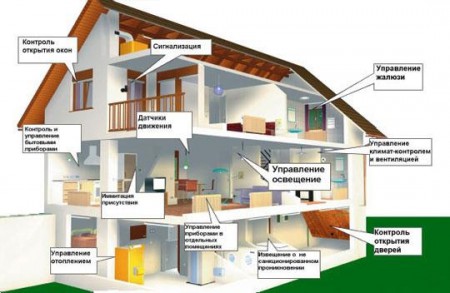 Контроль
открытия окон
Сигнализация
Управление
жалюзи
Датчики
движения
Контроль и
управление
бытовыми
приборами
Управление
климат-контролем
и вентиляцией
Управление
освещение
Имитация
присутствия
Управление
приборами в
отдельных
помещениях
Контроль
открытия
дверей
Управление
отоплением
Извещение о не
санкционированном
проникновении